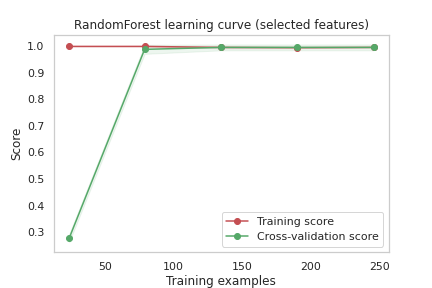 RandomForest learning curve (selected features)
1.0
0.9
0.8
0.7
0.6
0.5
0.4
0.3
Score
Training score
Cross-validation score
50 100 150 200 250
Training examples